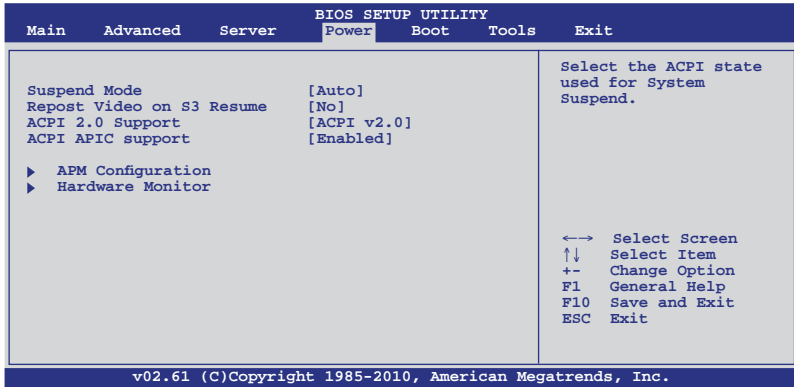 BIOS SETUP UTILITY
Main Advanced Server Power Boot Tools Exit
Suspend Mode [Auto]
Repost Video on S3 Resume [No]
ACPI 2.0 Support [ACPI v2.0]
ACPI APIC support [Enabled]
▶ APM Configuration
▶ Hardware Monitor
Select the ACPI state
used for System
Suspend.
←→ Select Screen
↑↓ Select Item
+- Change Option
F1 General Help
F10 Save and Exit
ESC Exit
v02.61 (C)Copyright 1985-2010, American Megatrends, Inc.